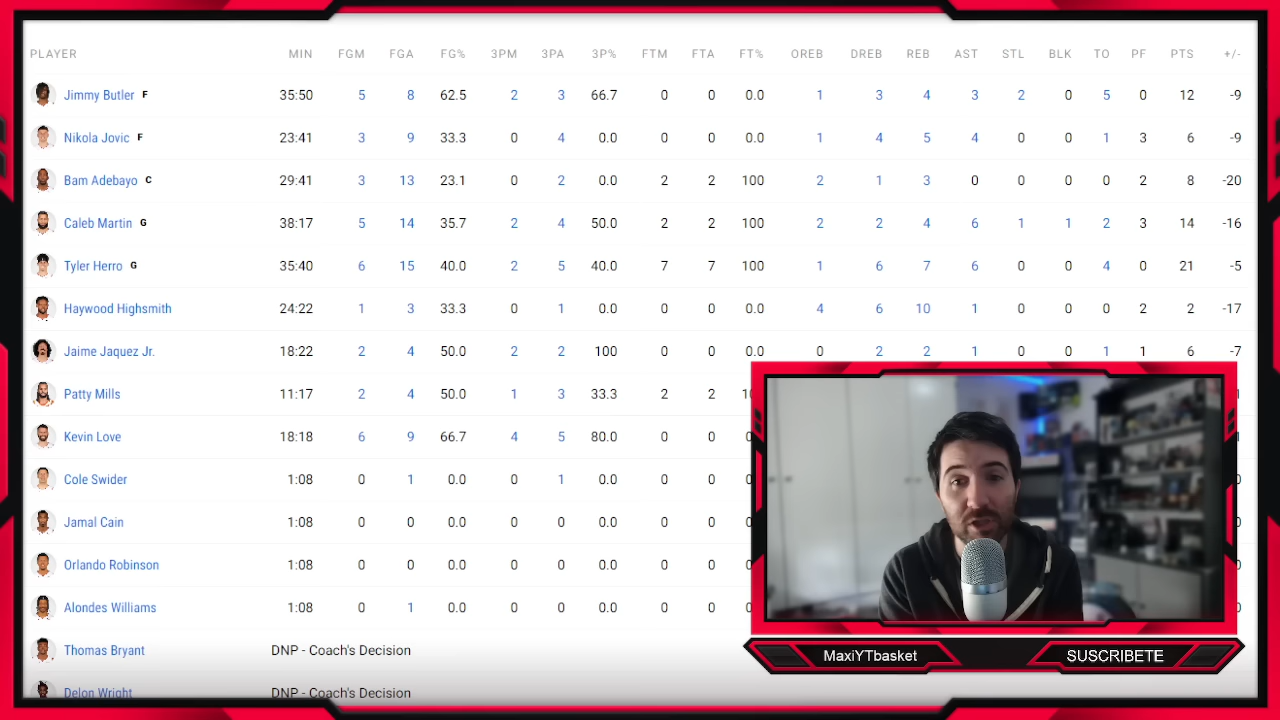 PLAYER MIN FGM FGA FG% 3PM 3PA 3P% FTM FTA FT% OREB DREB REB AST STL BLK TO PF PTS +/-
Jimmy Butler F 35:50 5 8 62.5 2 3 66.7 0 0 0.0 1 3 4 3 2 0 5 0 12 -9
Nikola Jovic F 23:41 3 9 33.3 0 4 0.0 0 0 0.0 1 4 5 4 0 0 1 3 6 -9
Bam Adebayo C 29:41 3 13 23.1 0 2 0.0 2 2 100 2 1 3 0 0 0 0 2 8 -20
Caleb Martin G 38:17 5 14 35.7 2 4 50.0 2 2 100 2 2 4 6 1 1 2 3 14 -16
Tyler Herro G 35:40 6 15 40.0 2 5 40.0 7 7 100 1 6 7 6 0 0 4 0 21 -5
Haywood Highsmith 24:22 1 3 33.3 0 1 0.0 0 0 0.0 4 6 10 1 0 0 0 2 2 -17
Jaime Jaquez Jr. 18:22 2 4 50.0 2 2 100 0 0 0.0 0 2 2 1 0 0 1 1 6 -7
Patty Mills 11:17 2 4 50.0 1 3 33.3 2 2
Kevin Love 18:18 6 9 66.7 4 5 80.0 0 0
Cole Swider 1:08 0 1 0.0 0 1 0.0 0 0
Jamal Cain 1:08 0 0 0.0 0 0 0.0 0 0
Orlando Robinson 1:08 0 0 0.0 0 0 0.0 0 0
Alondes Williams 1:08 0 1 0.0 0 0 0.0 0 0
Thomas Bryant DNP - Coach's Decision
Delon Wright DNP - Coach's Decision
MaxiYTbasket
SUSCRIBETE